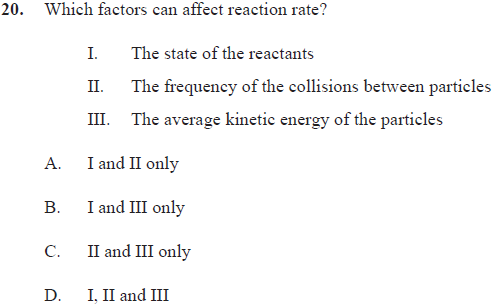 20. Which factors can affect reaction rate?
I. The state of the reactants
II. The frequency of the collisions between particles
III. The average kinetic energy of the particles
A. I and II only
B. I and III only
C. II and III only
D. I, II and III